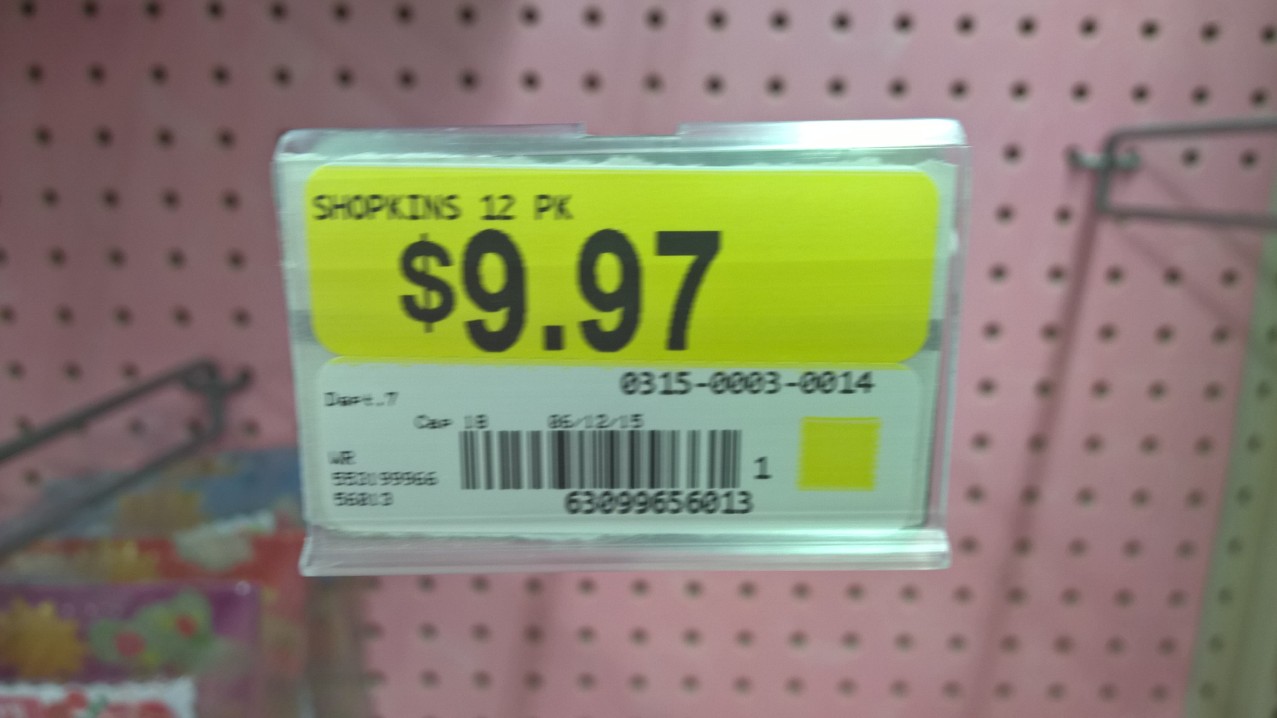 SHOPKINS 12 PK
$9.97
0315-0003-0014
Dept.7
Cap 18 06/12/15
WR
1
553199966
56013
63099656013